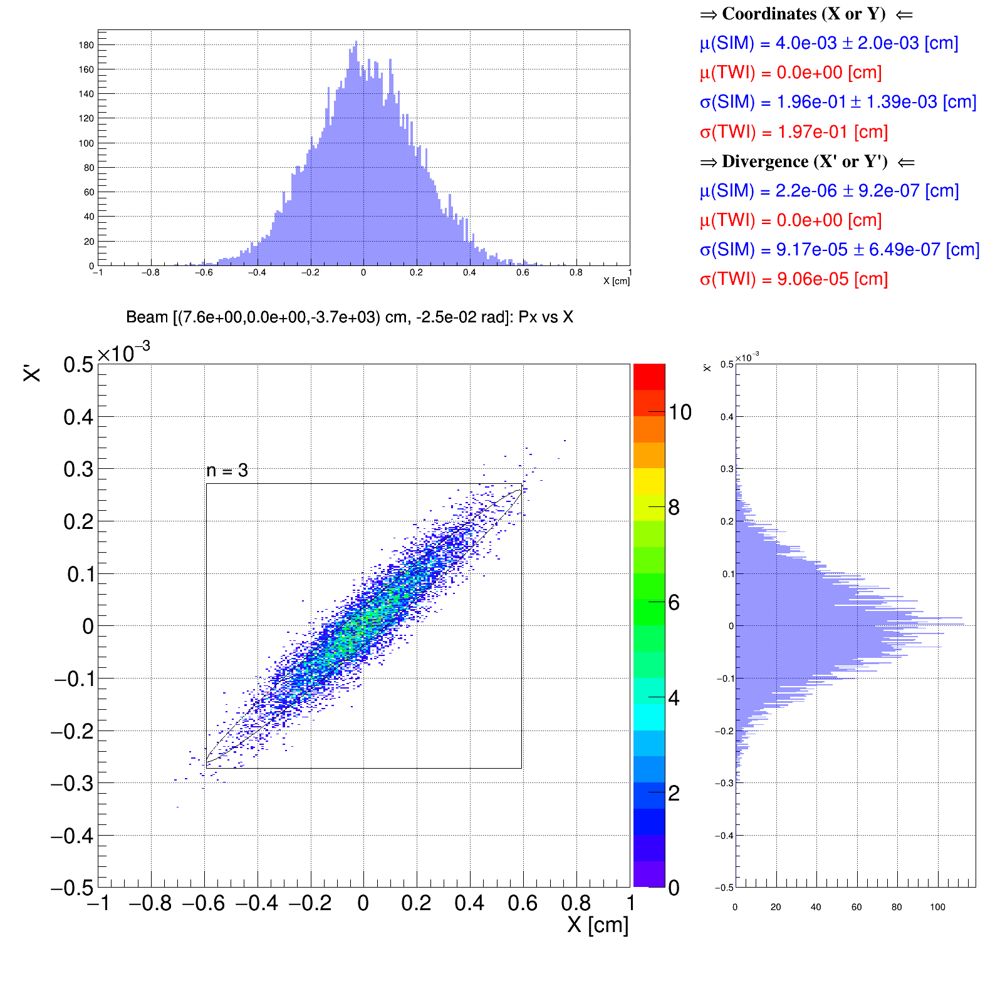 ⇒ Coordinates (X or Y) ⇐
μ(SIM) = 4.0e-03 ± 2.0e-03 [cm]
μ(TWI) = 0.0e+00 [cm]
σ(SIM) = 1.96e-01 ± 1.39e-03 [cm]
σ(TWI) = 1.97e-01 [cm]
⇒ Divergence (X' or Y') ⇐
μ(SIM) = 2.2e-06 ± 9.2e-07 [cm]
μ(TWI) = 0.0e+00 [cm]
σ(SIM) = 9.17e-05 ± 6.49e-07 [cm]
σ(TWI) = 9.06e-05 [cm]
180
160
140
120
100
80
60
40
20
0
−1 −0.8 −0.6 −0.4 −0.2 0 0.2 0.4 0.6 0.8 1
X [cm]
Beam [(7.6e+00,0.0e+00,-3.7e+03) cm, -2.5e-02 rad]: Px vs X
×10⁻³
X'
0.5
0.4
0.3
0.2
0.1
0
−0.1
−0.2
−0.3
−0.4
−0.5
n = 3
−1 −0.8 −0.6 −0.4 −0.2 0 0.2 0.4 0.6 0.8 1
X [cm]
10
8
6
4
2
0
×10⁻³
X'
0.5
0.4
0.3
0.2
0.1
0
−0.1
−0.2
−0.3
−0.4
−0.5
0 20 40 60 80 100